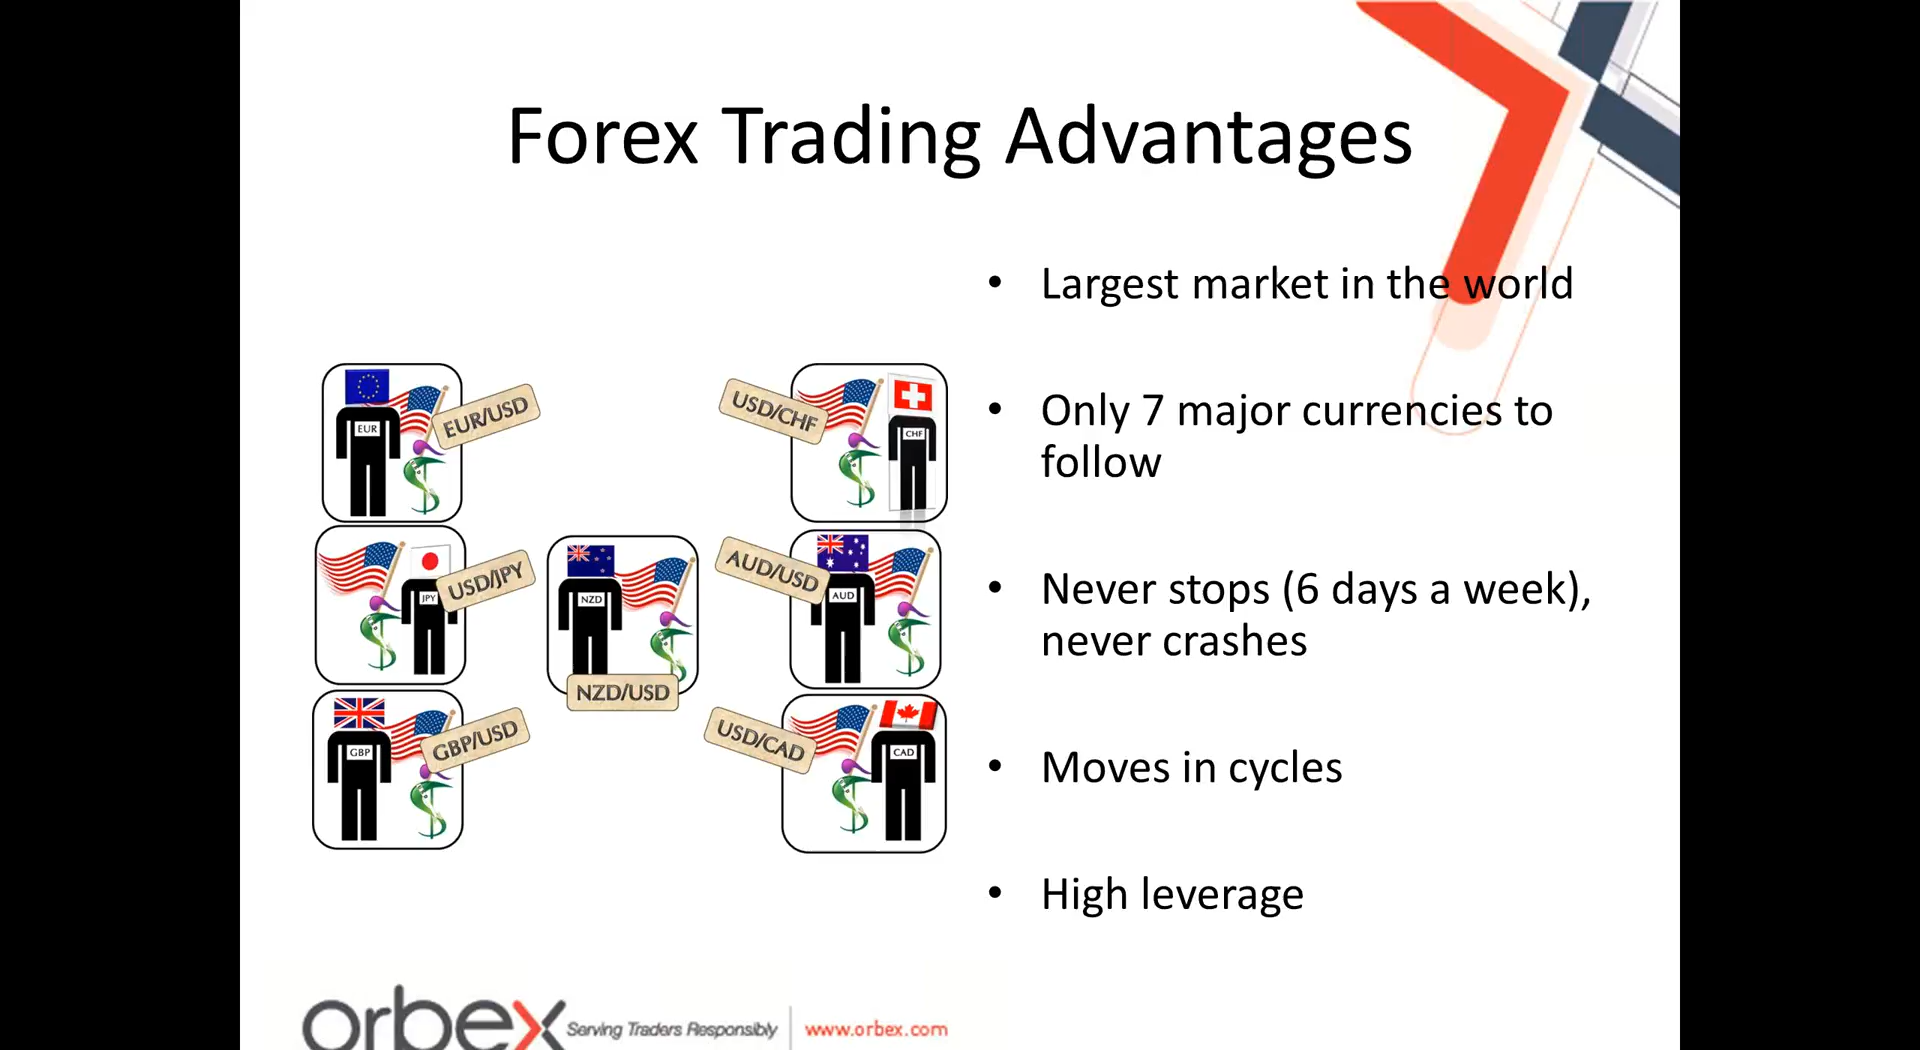 Forex Trading Advantages
• Largest market in the world
• Only 7 major currencies to
follow
• Never stops (6 days a week),
never crashes
• Moves in cycles
• High leverage
EUR
EUR/USD
USD/CHF
CHF
JPY
USD/JPY
NZD
NZD/USD
AUD/USD
AUD
GBP
GBP/USD
USD/CAD
CAD
orbex Serving Traders Responsibly www.orbex.com